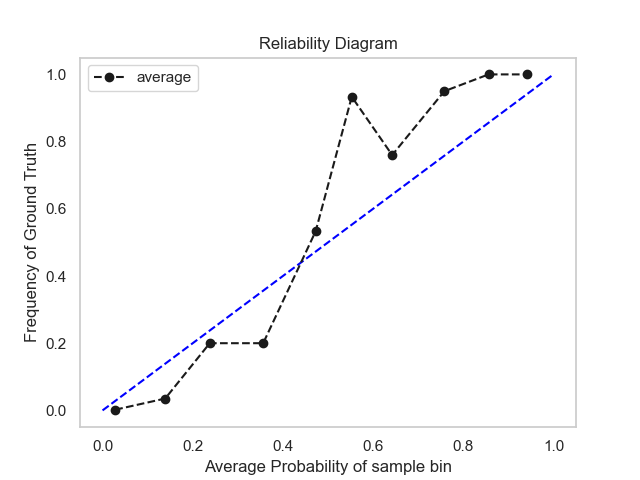 Reliability Diagram
average
1.0
0.8
0.6
0.4
0.2
0.0
Frequency of Ground Truth
0.0 0.2 0.4 0.6 0.8 1.0
Average Probability of sample bin